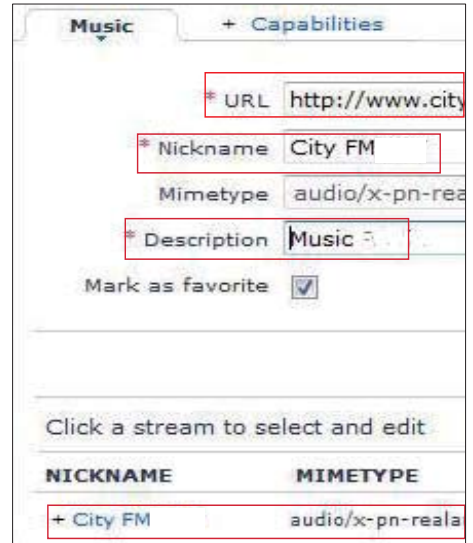 Music + Capabilities
* URL http://www.city
* Nickname City FM
Mimetype audio/x-pn-rea
* Description Music
Mark as favorite
Click a stream to select and edit
NICKNAME MIMETYPE
+ City FM audio/x-pn-reala